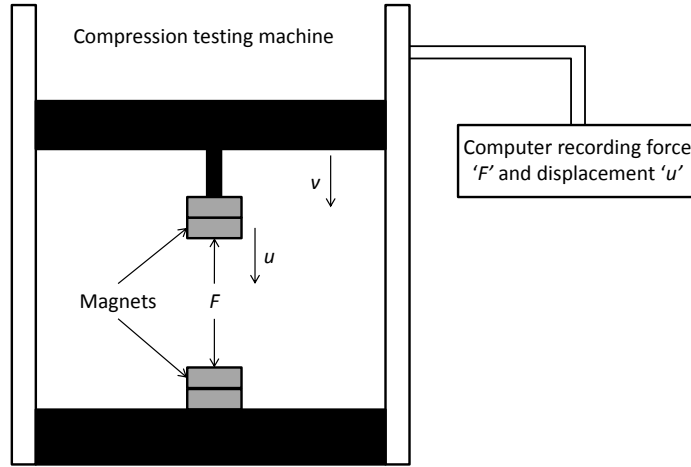 Compression testing machine
Computer recording force
‘F’ and displacement ‘u’
v
u
Magnets
F